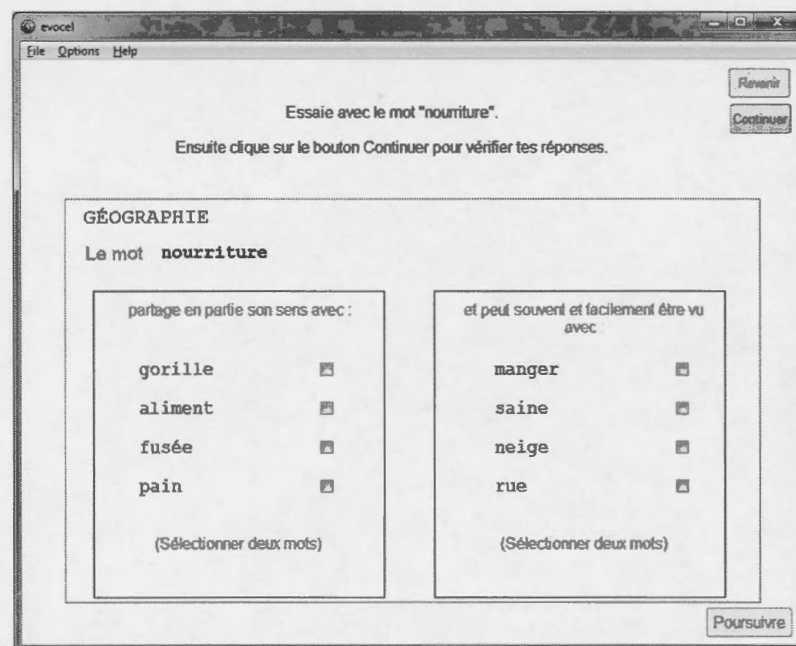 evocel
File Options Help
Revenir
Continuer
Essaie avec le mot "nourriture".
Ensuite clique sur le bouton Continuer pour vérifier tes réponses.
GÉOGRAPHIE
Le mot nourriture
partage en partie son sens avec :
gorille
aliment
fusée
pain
(Sélectionner deux mots)
et peut souvent et facilement être vu
avec :
manger
saine
neige
rue
(Sélectionner deux mots)
Poursuivre